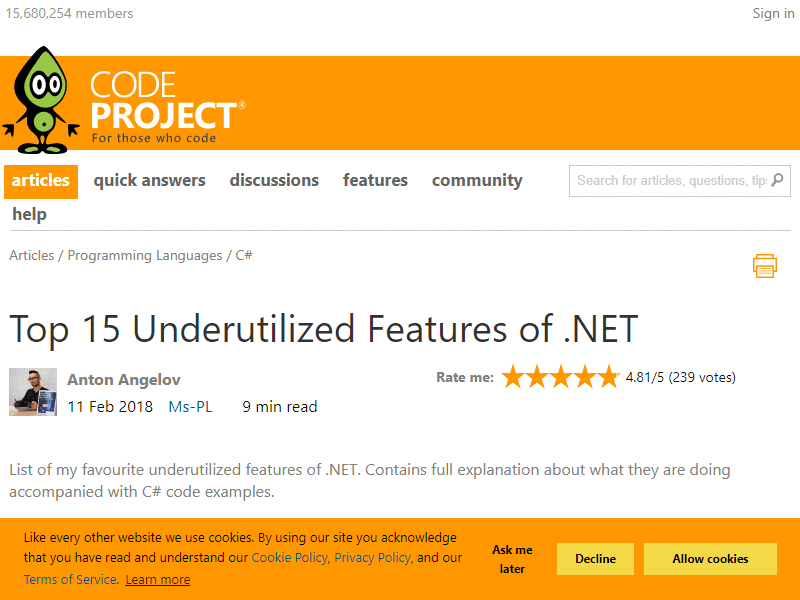 15,680,254 members
Sign in
CODE
PROJECT®
For those who code
articles quick answers discussions features community
Search for articles, questions, tips
help
Articles / Programming Languages / C#
Top 15 Underutilized Features of .NET
Anton Angelov
Rate me: 4.81/5 (239 votes)
11 Feb 2018 Ms-PL 9 min read
List of my favourite underutilized features of .NET. Contains full explanation about what they are doing
accompanied with C# code examples.
Like every other website we use cookies. By using our site you acknowledge
that you have read and understand our Cookie Policy, Privacy Policy, and our
Terms of Service. Learn more
Ask me
later
Decline
Allow cookies